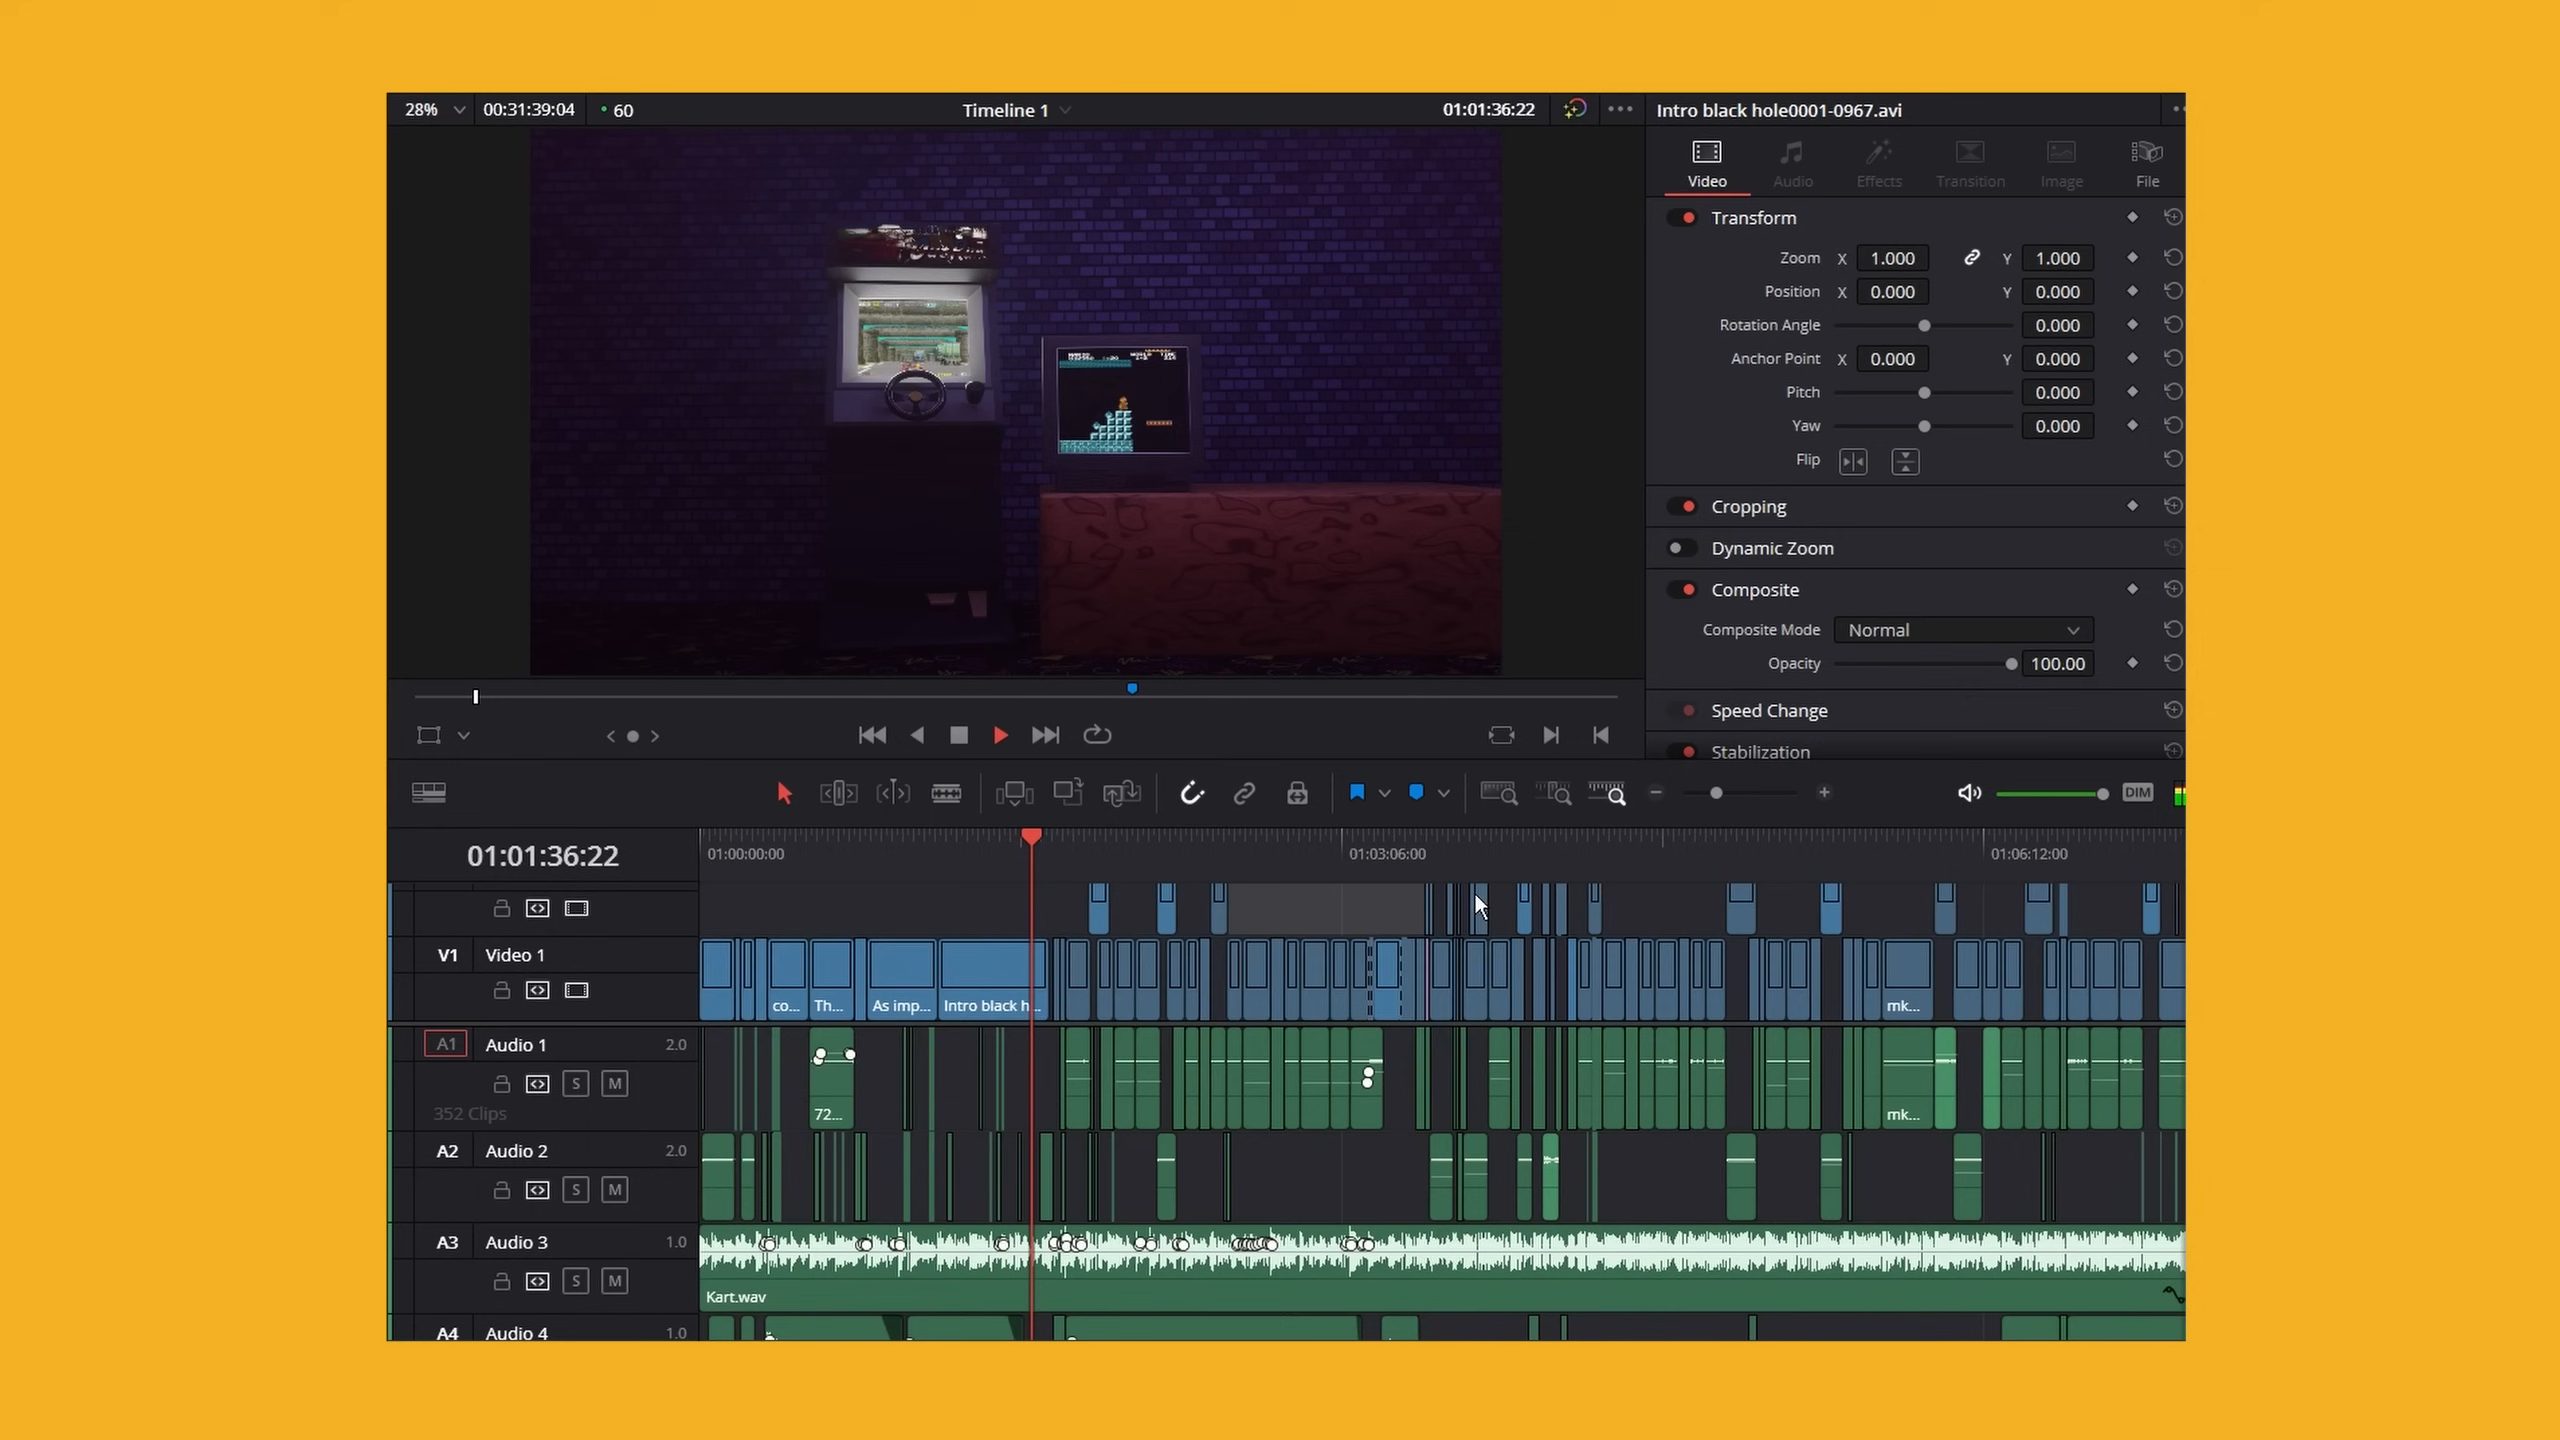 28% 00:31:39:04 60 Timeline 1 01:01:36:22 Intro black hole0001-0967.avi
Video Audio Effects Transition Image File
Transform
Zoom X 1.000 Y 1.000
Position X 0.000 Y 0.000
Rotation Angle 0.000
Anchor Point X 0.000 Y 0.000
Pitch 0.000
Yaw 0.000
Flip
Cropping
Dynamic Zoom
Composite
Composite Mode Normal
Opacity 100.00
Speed Change
Stabilization
DIM
01:01:36:22 01:00:00:00 01:03:06:00 01:06:12:00
V1 Video 1
co... Th... As imp... Intro black h... mk...
A1 Audio 1 2.0
S M
352 Clips 72... mk...
A2 Audio 2 2.0
S M
A3 Audio 3 1.0
S M
Kart.wav
A4 Audio 4 1.0